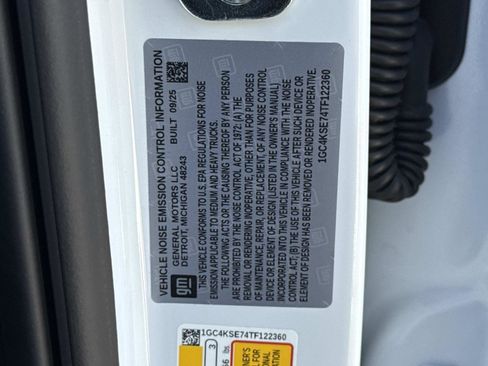 VEHICLE NOISE EMISSION CONTROL INFORMATION
BUILT 09/25
GENERAL MOTORS LLC
DETROIT, MICHIGAN 48243
gm
THIS VEHICLE CONFORMS TO U.S. EPA REGULATIONS FOR NOISE
EMISSION APPLICABLE TO MEDIUM AND HEAVY TRUCKS.
THE FOLLOWING ACTS OR THE CAUSING THEREOF BY ANY PERSON
ARE PROHIBITED BY THE NOISE CONTROL ACT OF 1972: (A) THE
REMOVAL OR RENDERING INOPERATIVE, OTHER THAN FOR PURPOSES
OF MAINTENANCE, REPAIR, OR REPLACEMENT, OF ANY NOISE CONTROL
DEVICE OR ELEMENT OF DESIGN (LISTED IN THE OWNER'S MANUAL)
INCORPORATED INTO THIS VEHICLE IN COMPLIANCE WITH THE NOISE
CONTROL ACT; (B) THE USE OF THIS VEHICLE AFTER SUCH DEVICE OR
ELEMENT OF DESIGN HAS BEEN REMOVED OR RENDERED INOPERATIVE.
1GC4KSE74TF122360
1GC4KSE74TF122360
3
lbs